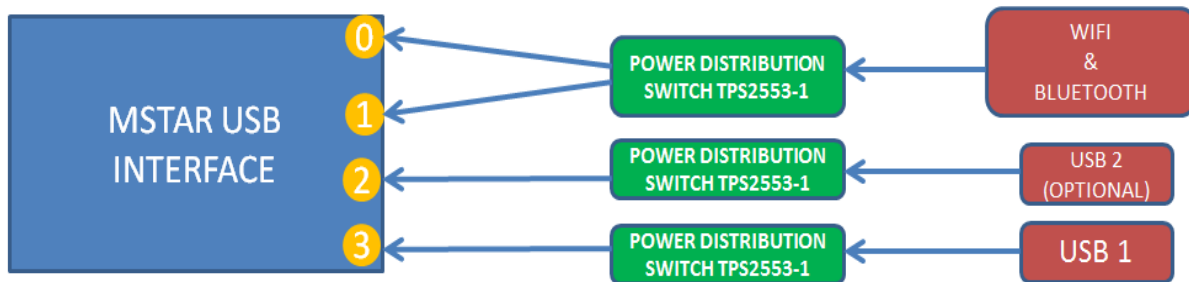 MSTAR USB
INTERFACE
0
1
2
3
POWER DISTRIBUTION
SWITCH TPS2553-1
WIFI
&
BLUETOOTH
POWER DISTRIBUTION
SWITCH TPS2553-1
USB 2
(OPTIONAL)
POWER DISTRIBUTION
SWITCH TPS2553-1
USB 1